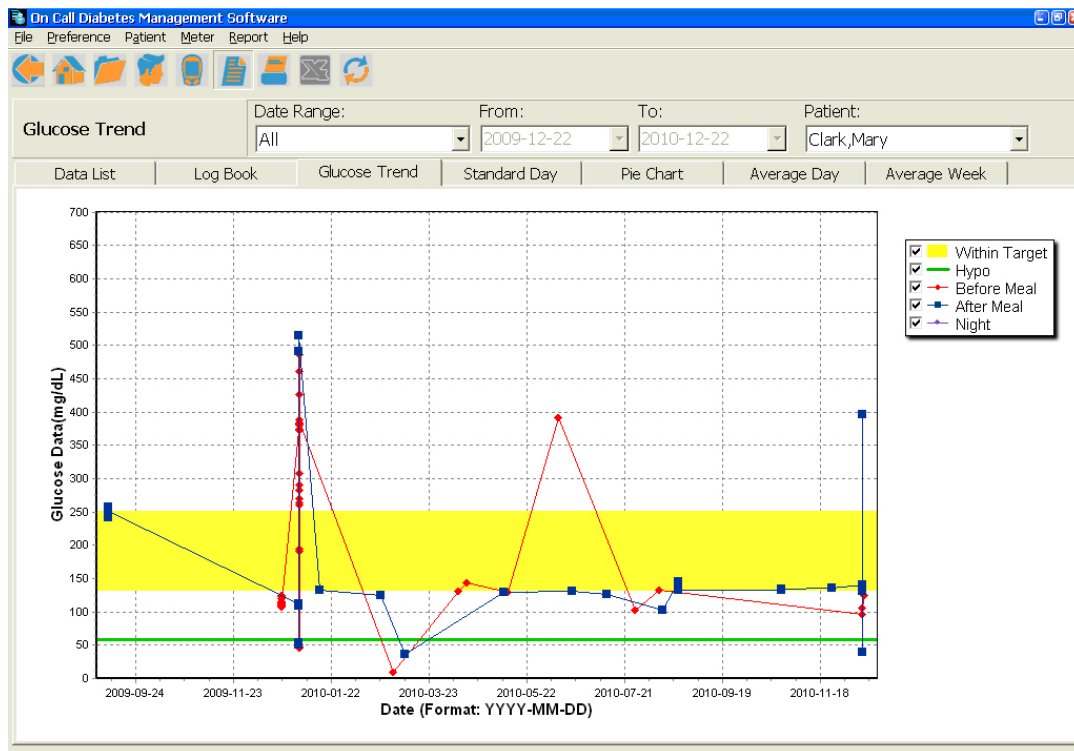 On Call Diabetes Management Software
File Preference Patient Meter Report Help
Glucose Trend
Date Range: From: To: Patient:
All 2009-12-22 2010-12-22 Clark,Mary
Data List Log Book Glucose Trend Standard Day Pie Chart Average Day Average Week
700
650
600
550
500
450
400
350
300
250
200
150
100
50
0
Glucose Data(mg/dL)
2009-09-24 2009-11-23 2010-01-22 2010-03-23 2010-05-22 2010-07-21 2010-09-19 2010-11-18
Date (Format: YYYY-MM-DD)
Within Target
Hypo
Before Meal
After Meal
Night